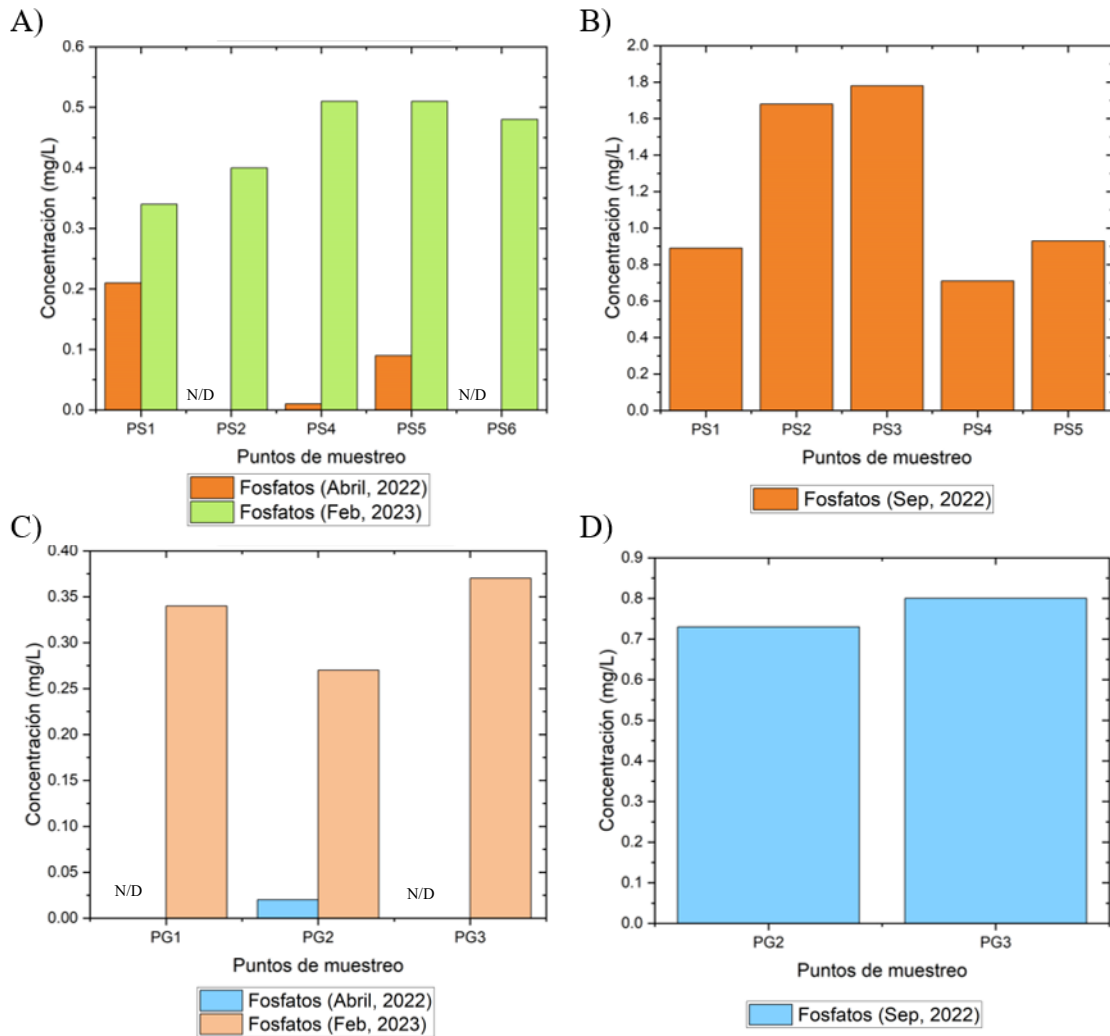 A)
0.6
0.5
0.4
0.3
0.2
0.1
0.0
Concentración (mg/L)
N/D
N/D
PS1 PS2 PS4 PS5 PS6
Puntos de muestreo
Fosfatos (Abril, 2022)
Fosfatos (Feb, 2023)
B)
2.0
1.8
1.6
1.4
1.2
1.0
0.8
0.6
0.4
0.2
0.0
Concentración (mg/L)
PS1 PS2 PS3 PS4 PS5
Puntos de muestreo
Fosfatos (Sep, 2022)
C)
0.40
0.35
0.30
0.25
0.20
0.15
0.10
0.05
0.00
Concentración (mg/L)
N/D
N/D
PG1 PG2 PG3
Puntos de muestreo
Fosfatos (Abril, 2022)
Fosfatos (Feb, 2023)
D)
0.9
0.8
0.7
0.6
0.5
0.4
0.3
0.2
0.1
0.0
Concentración (mg/L)
PG2 PG3
Puntos de muestreo
Fosfatos (Sep, 2022)